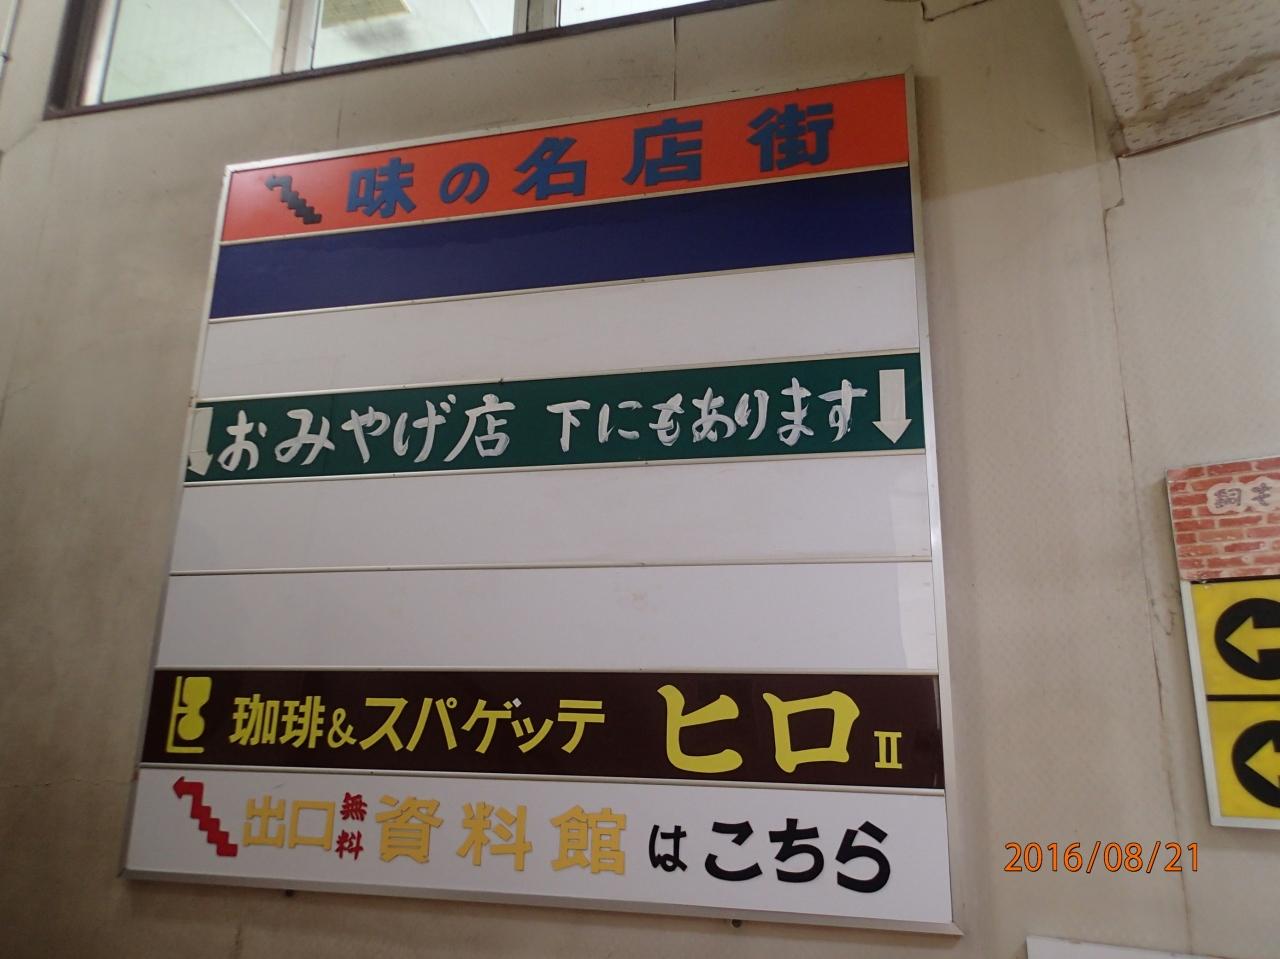 味の名店街
おみやげ店 下にもあります
珈琲&スパゲッテ ヒロⅡ
出口 無料 資料館はこちら
2016/08/21